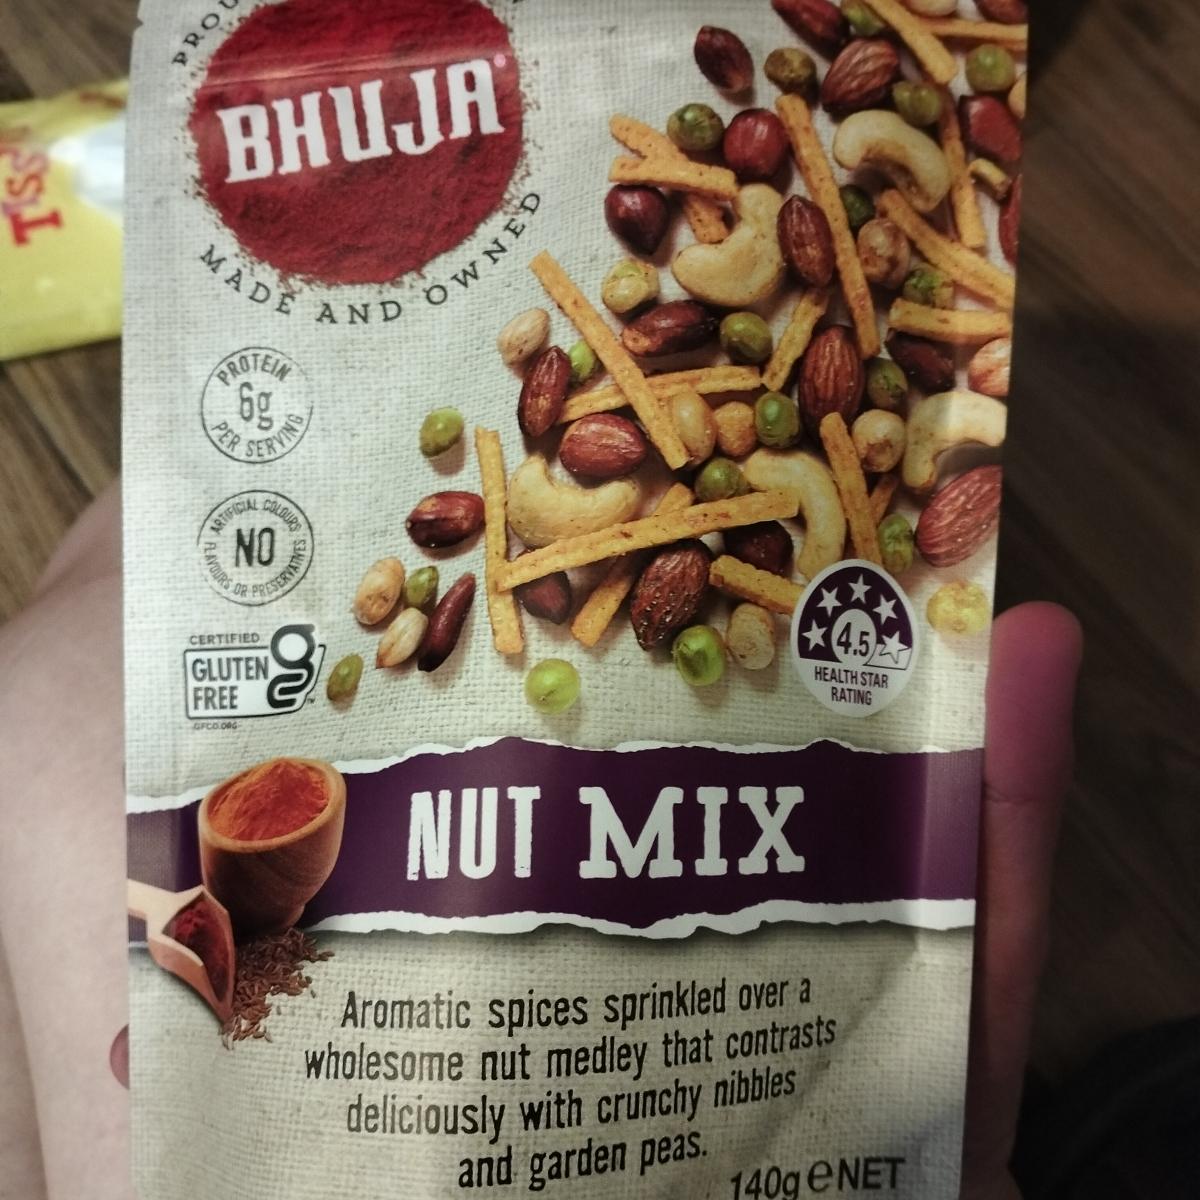 BHUJA
MADE AND OWNED
PROTEIN
6g
PER SERVING
ARTIFICIAL COLOURS
NO
FLAVOURS OR PRESERVATIVES
CERTIFIED
GLUTEN
FREE
GFCO.ORG
4.5
HEALTH STAR
RATING
NUT MIX
Aromatic spices sprinkled over a
wholesome nut medley that contrasts
deliciously with crunchy nibbles
and garden peas.
140g e NET